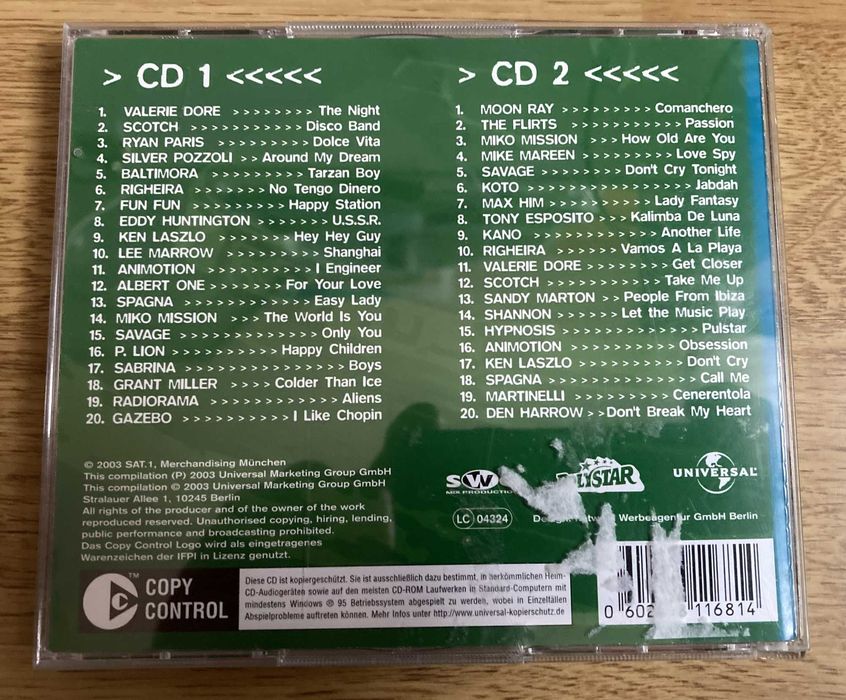 > CD 1 <<<<<
1. VALERIE DORE >>>>>>>> The Night
2. SCOTCH >>>>>>>>>>>> Disco Band
3. RYAN PARIS >>>>>>>>>> Dolce Vita
4. SILVER POZZOLI >> Around My Dream
5. BALTIMORA >>>>>>>>> Tarzan Boy
6. RIGHEIRA >>>>>>> No Tengo Dinero
7. FUN FUN >>>>>>>> Happy Station
8. EDDY HUNTINGTON >>>>>>> U.S.S.R.
9. KEN LASZLO >>>>>>>> Hey Hey Guy
10. LEE MARROW >>>>>>>>> Shanghai
11. ANIMOTION >>>>>>>>>> I Engineer
12. ALBERT ONE >>>>>> For Your Love
13. SPAGNA >>>>>>>>>>>> Easy Lady
14. MIKO MISSION >>> The World Is You
15. SAVAGE >>>>>>>>>>>>> Only You
16. P. LION >>>>>>>>> Happy Children
17. SABRINA >>>>>>>>>>>>>>> Boys
18. GRANT MILLER >>>> Colder Than Ice
19. RADIORAMA >>>>>>>>>>> Aliens
20. GAZEBO >>>>>>>>>> I Like Chopin
> CD 2 <<<<<
1. MOON RAY >>>>>>>>> Comanchero
2. THE FLIRTS >>>>>>>>>>> Passion
3. MIKO MISSION >>> How Old Are You
4. MIKE MAREEN >>>>>>>>> Love Spy
5. SAVAGE >>>>>>>> Don't Cry Tonight
6. KOTO >>>>>>>>>>>>>>>> Jabdah
7. MAX HIM >>>>>>>>>> Lady Fantasy
8. TONY ESPOSITO >>> Kalimba De Luna
9. KANO >>>>>>>>>>>> Another Life
10. RIGHEIRA >>>>>> Vamos A La Playa
11. VALERIE DORE >>>>>>>> Get Closer
12. SCOTCH >>>>>>>>>>> Take Me Up
13. SANDY MARTON >> People From Ibiza
14. SHANNON >>>>> Let the Music Play
15. HYPNOSIS >>>>>>>>>>>> Pulstar
16. ANIMOTION >>>>>>>>> Obsession
17. KEN LASZLO >>>>>>>>> Don't Cry
18. SPAGNA >>>>>>>>>>>>> Call Me
19. MARTINELLI >>>>>>>> Cenerentola
20. DEN HARROW >> Don't Break My Heart
© 2003 SAT.1, Merchandising München
This compilation (P) 2003 Universal Marketing Group GmbH
This compilation © 2003 Universal Marketing Group GmbH
Stralauer Allee 1, 10245 Berlin
All rights of the producer and of the owner of the work
reproduced reserved. Unauthorised copying, hiring, lending,
public performance and broadcasting prohibited.
Das Copy Control Logo wird als eingetragenes
Warenzeichen der IFPI in Lizenz genutzt.
SW
MIX PRODUCTION
LYSTAR
UNIVERSAL
LC 04324
Werbeagentur GmbH Berlin
COPY CONTROL ™
Diese CD ist kopiergeschützt. Sie ist ausschließlich dazu bestimmt, in herkömmlichen Heim-
CD-Audiogeräten sowie auf den meisten CD-ROM Laufwerken in Standard-Computern mit
mindestens Windows ® 95 Betriebssystem abgespielt zu werden, wobei in Einzelfällen
Abspielprobleme auftreten können. Mehr Infos unter http://www.universal-kopierschutz.de
0 602 116814